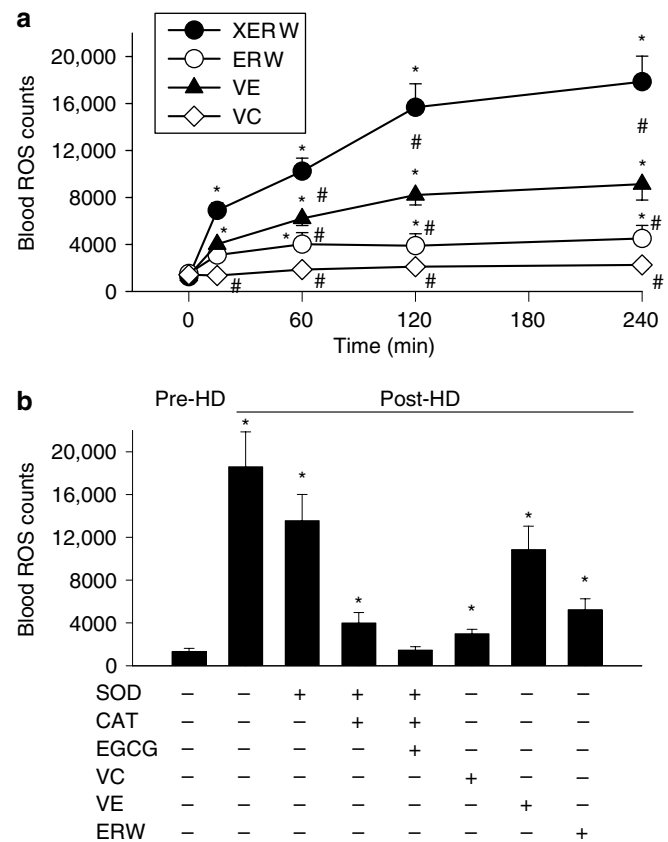 a
XERW
ERW
VE
VC
Blood ROS counts
20,000
16,000
12,000
8000
4000
0
* * * *
# # #
* * * *
# # #
* * * *
# # # #
0 60 120 180 240
Time (min)
b
Pre-HD Post-HD
Blood ROS counts
20,000
16,000
12,000
8000
4000
0
* * * * * *
SOD – – + + + – – –
CAT – – – + + – – –
EGCG – – – – + – – –
VC – – – – – + – –
VE – – – – – – + –
ERW – – – – – – – +